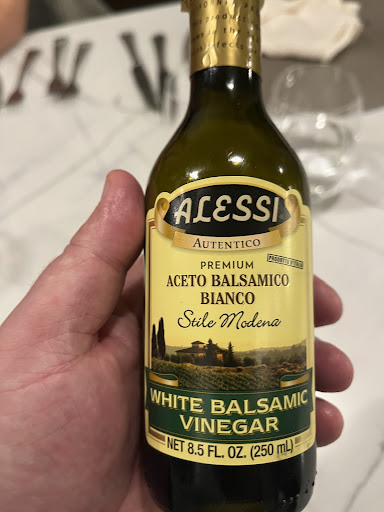 ALESSI
AUTENTICO
PREMIUM
ACETO BALSAMICO
BIANCO
Stile Modena
WHITE BALSAMIC
VINEGAR
NET 8.5 FL. OZ. (250 mL)